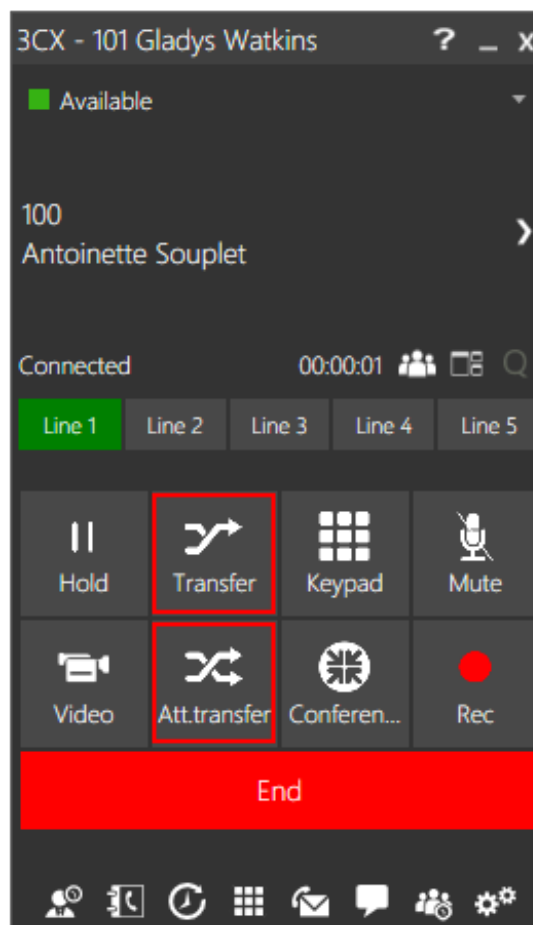 3CX - 101 Gladys Watkins ? _ x
Available
100
Antoinette Souplet
Connected 00:00:01 Q
Line 1 Line 2 Line 3 Line 4 Line 5
Hold Transfer Keypad Mute
Video Att.transfer Conferen... Rec
End